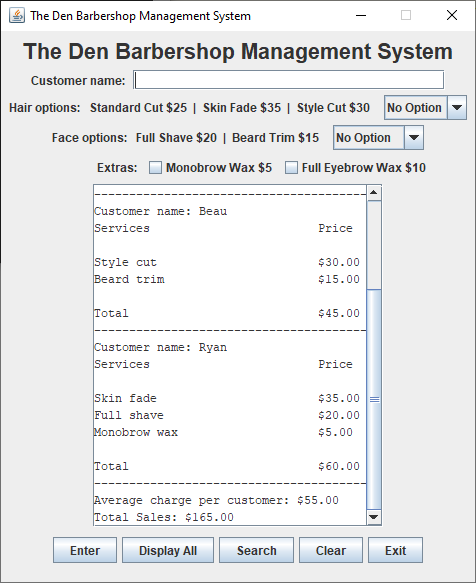 The Den Barbershop Management System
The Den Barbershop Management System
Customer name:
Hair options: Standard Cut $25 | Skin Fade $35 | Style Cut $30 No Option
Face options: Full Shave $20 | Beard Trim $15 No Option
Extras: Monobrow Wax $5 Full Eyebrow Wax $10
----------------------------------------
Customer name: Beau
Services Price
Style cut $30.00
Beard trim $15.00
Total $45.00
----------------------------------------
Customer name: Ryan
Services Price
Skin fade $35.00
Full shave $20.00
Monobrow wax $5.00
Total $60.00
----------------------------------------
Average charge per customer: $55.00
Total Sales: $165.00
Enter Display All Search Clear Exit